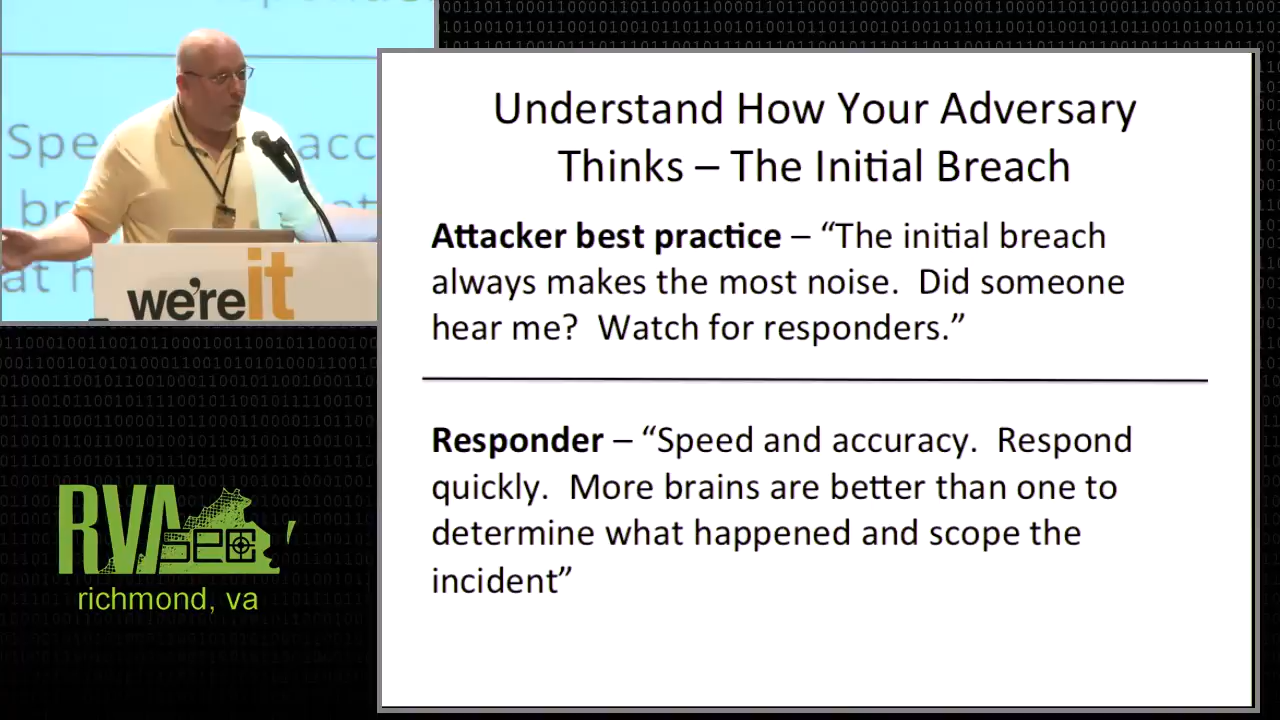 Understand How Your Adversary
Thinks – The Initial Breach
Attacker best practice – “The initial breach
always makes the most noise.  Did someone
hear me?  Watch for responders.”
Responder – “Speed and accuracy.  Respond
quickly.  More brains are better than one to
determine what happened and scope the
incident”
we're it
RVA
SEC
richmond, va